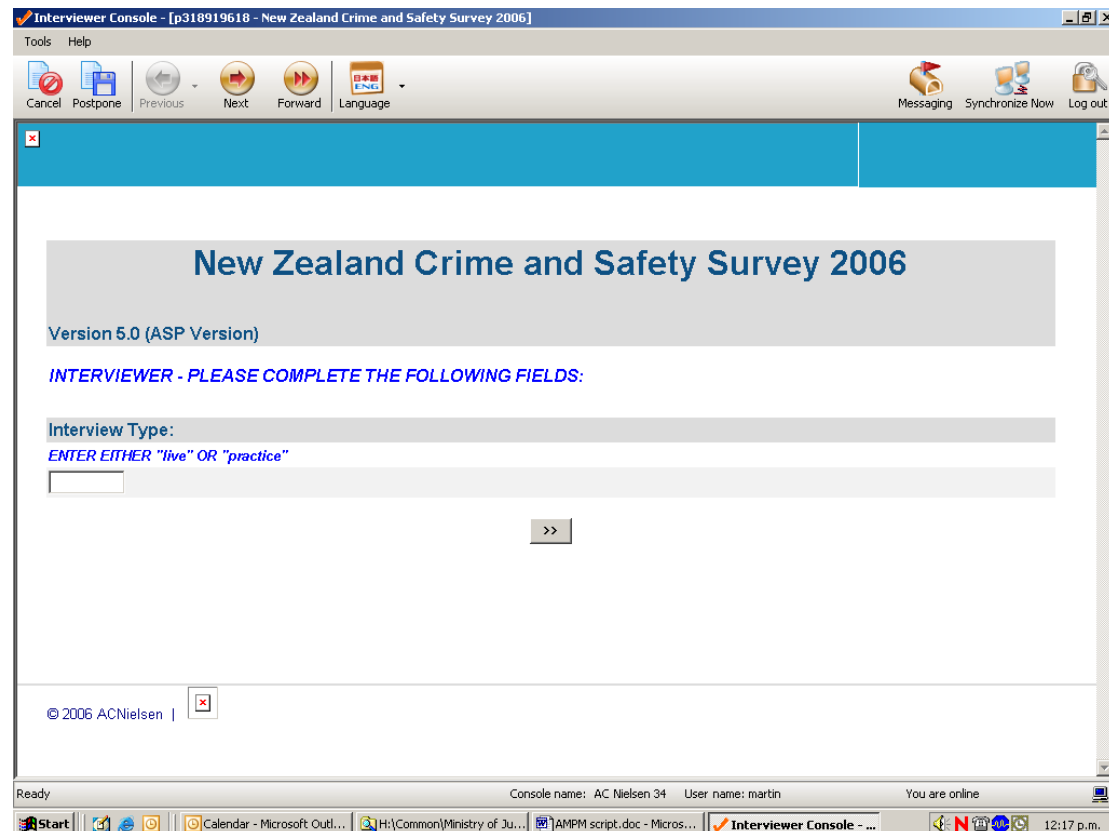 Interviewer Console - [p318919618 - New Zealand Crime and Safety Survey 2006]
Tools Help
日本語
ENG
Cancel Postpone Previous Next Forward Language Messaging Synchronize Now Log out
New Zealand Crime and Safety Survey 2006
Version 5.0 (ASP Version)
INTERVIEWER - PLEASE COMPLETE THE FOLLOWING FIELDS:
Interview Type:
ENTER EITHER "live" OR "practice"
>>
© 2006 ACNielsen |
Ready Console name: AC Nielsen 34 User name: martin You are online
Start Calendar - Microsoft Outl... H:\Common\Ministry of Ju... AMPM script.doc - Micros... Interviewer Console - ... N 12:17 p.m.